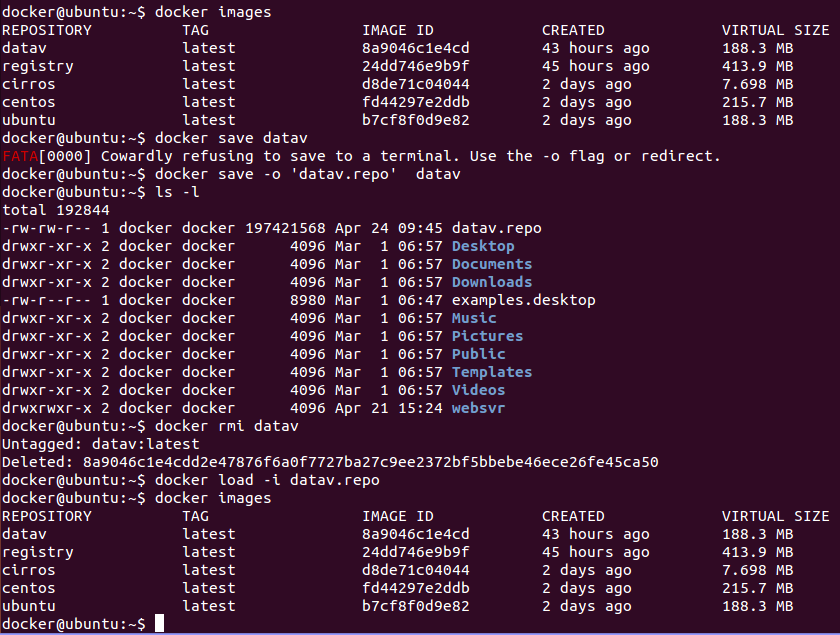 docker@ubuntu:~$ docker images
REPOSITORY          TAG                 IMAGE ID            CREATED             VIRTUAL SIZE
datav               latest              8a9046c1e4cd        43 hours ago        188.3 MB
registry            latest              24dd746e9b9f        45 hours ago        413.9 MB
cirros              latest              d8de71c04044        2 days ago          7.698 MB
centos              latest              fd44297e2ddb        2 days ago          215.7 MB
ubuntu              latest              b7cf8f0d9e82        2 days ago          188.3 MB
docker@ubuntu:~$ docker save datav
FATA[0000] Cowardly refusing to save to a terminal. Use the -o flag or redirect.
docker@ubuntu:~$ docker save -o 'datav.repo'  datav
docker@ubuntu:~$ ls -l
total 192844
-rw-rw-r-- 1 docker docker 197421568 Apr 24 09:45 datav.repo
drwxr-xr-x 2 docker docker      4096 Mar  1 06:57 Desktop
drwxr-xr-x 2 docker docker      4096 Mar  1 06:57 Documents
drwxr-xr-x 2 docker docker      4096 Mar  1 06:57 Downloads
-rw-r--r-- 1 docker docker      8980 Mar  1 06:47 examples.desktop
drwxr-xr-x 2 docker docker      4096 Mar  1 06:57 Music
drwxr-xr-x 2 docker docker      4096 Mar  1 06:57 Pictures
drwxr-xr-x 2 docker docker      4096 Mar  1 06:57 Public
drwxr-xr-x 2 docker docker      4096 Mar  1 06:57 Templates
drwxr-xr-x 2 docker docker      4096 Mar  1 06:57 Videos
drwxrwxr-x 2 docker docker      4096 Apr 21 15:24 websvr
docker@ubuntu:~$ docker rmi datav
Untagged: datav:latest
Deleted: 8a9046c1e4cdd2e47876f6a0f7727ba27c9ee2372bf5bbebe46ece26fe45ca50
docker@ubuntu:~$ docker load -i datav.repo
docker@ubuntu:~$ docker images
REPOSITORY          TAG                 IMAGE ID            CREATED             VIRTUAL SIZE
datav               latest              8a9046c1e4cd        43 hours ago        188.3 MB
registry            latest              24dd746e9b9f        45 hours ago        413.9 MB
cirros              latest              d8de71c04044        2 days ago          7.698 MB
centos              latest              fd44297e2ddb        2 days ago          215.7 MB
ubuntu              latest              b7cf8f0d9e82        2 days ago          188.3 MB
docker@ubuntu:~$